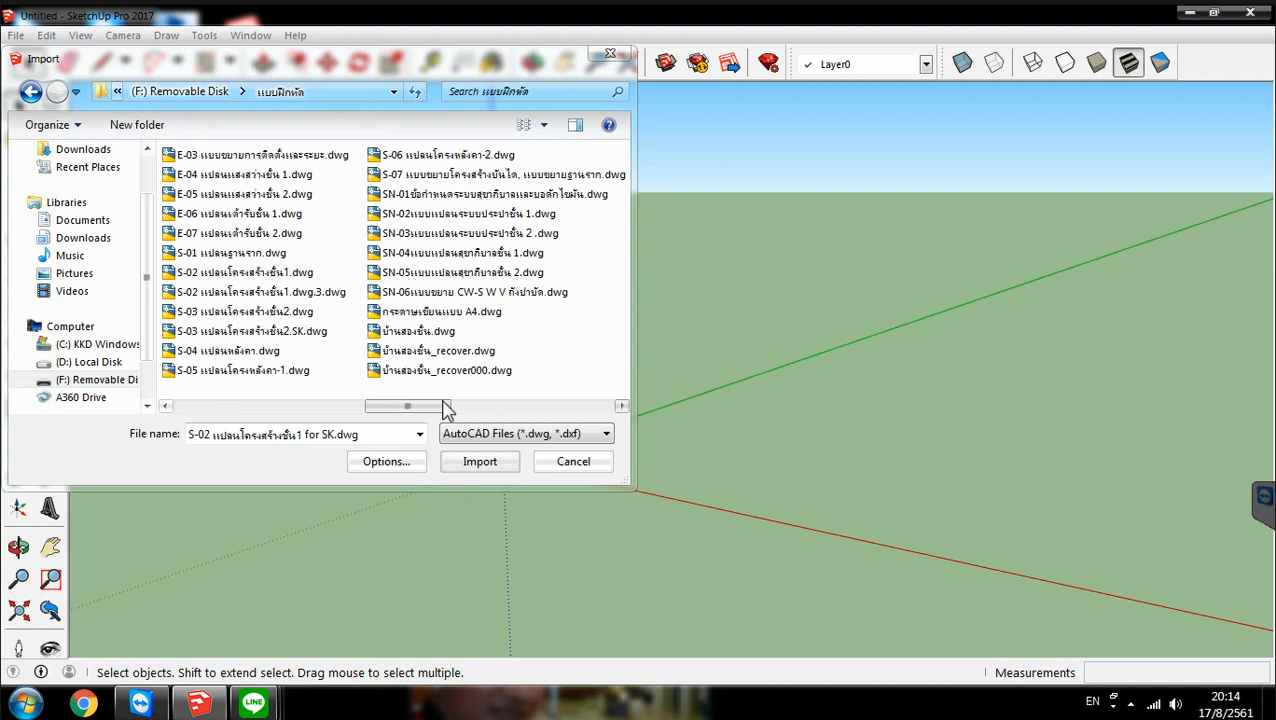 Untitled - SketchUp Pro 2017
File Edit View Camera Draw Tools Window Help
Import
Layer0
« (F:) Removable Disk แบบฝึกหัด
Search แบบฝึกหัด
Organize New folder
Downloads
Recent Places
Libraries
Documents
Downloads
Music
Pictures
Videos
Computer
(C:) KKD Windows
(D:) Local Disk
(F:) Removable Di
A360 Drive
E-03 แบบขยายการติดตั้งและระยะ.dwg
E-04 แปลนแสงสว่างชั้น 1.dwg
E-05 แปลนแสงสว่างชั้น 2.dwg
E-06 แปลนเต้ารับชั้น 1.dwg
E-07 แปลนเต้ารับชั้น 2.dwg
S-01 แปลนฐานราก.dwg
S-02 แปลนโครงสร้างชั้น1.dwg
S-02 แปลนโครงสร้างชั้น1.dwg.3.dwg
S-03 แปลนโครงสร้างชั้น2.dwg
S-03 แปลนโครงสร้างชั้น2.SK.dwg
S-04 แปลนหลังคา.dwg
S-05 แปลนโครงหลังคา-1.dwg
S-06 แปลนโครงหลังคา-2.dwg
S-07 แบบขยายโครงสร้างบันได, แบบขยายฐานราก.dwg
SN-01ข้อกำหนดระบบสุขาภิบาลและบอดักไขมัน.dwg
SN-02แบบแปลนระบบประปาชั้น 1.dwg
SN-03แบบแปลนระบบประปาชั้น 2 .dwg
SN-04แบบแปลนสุขาภิบาลชั้น 1.dwg
SN-05แบบแปลนสุขาภิบาลชั้น 2.dwg
SN-06แบบขยาย CW-S W V ถังบำบัด.dwg
กระดาษเขียนแบบ A4.dwg
บ้านสองชั้น.dwg
บ้านสองชั้น_recover.dwg
บ้านสองชั้น_recover000.dwg
File name: S-02 แปลนโครงสร้างชั้น1 for SK.dwg
AutoCAD Files (*.dwg, *.dxf)
Options... Import Cancel
Select objects. Shift to extend select. Drag mouse to select multiple.
Measurements
LINE
EN
20:14
17/8/2561